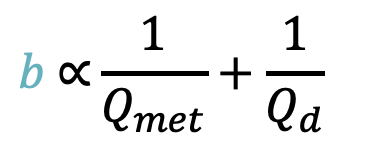 b ∝ 1/Q_met + 1/Q_d